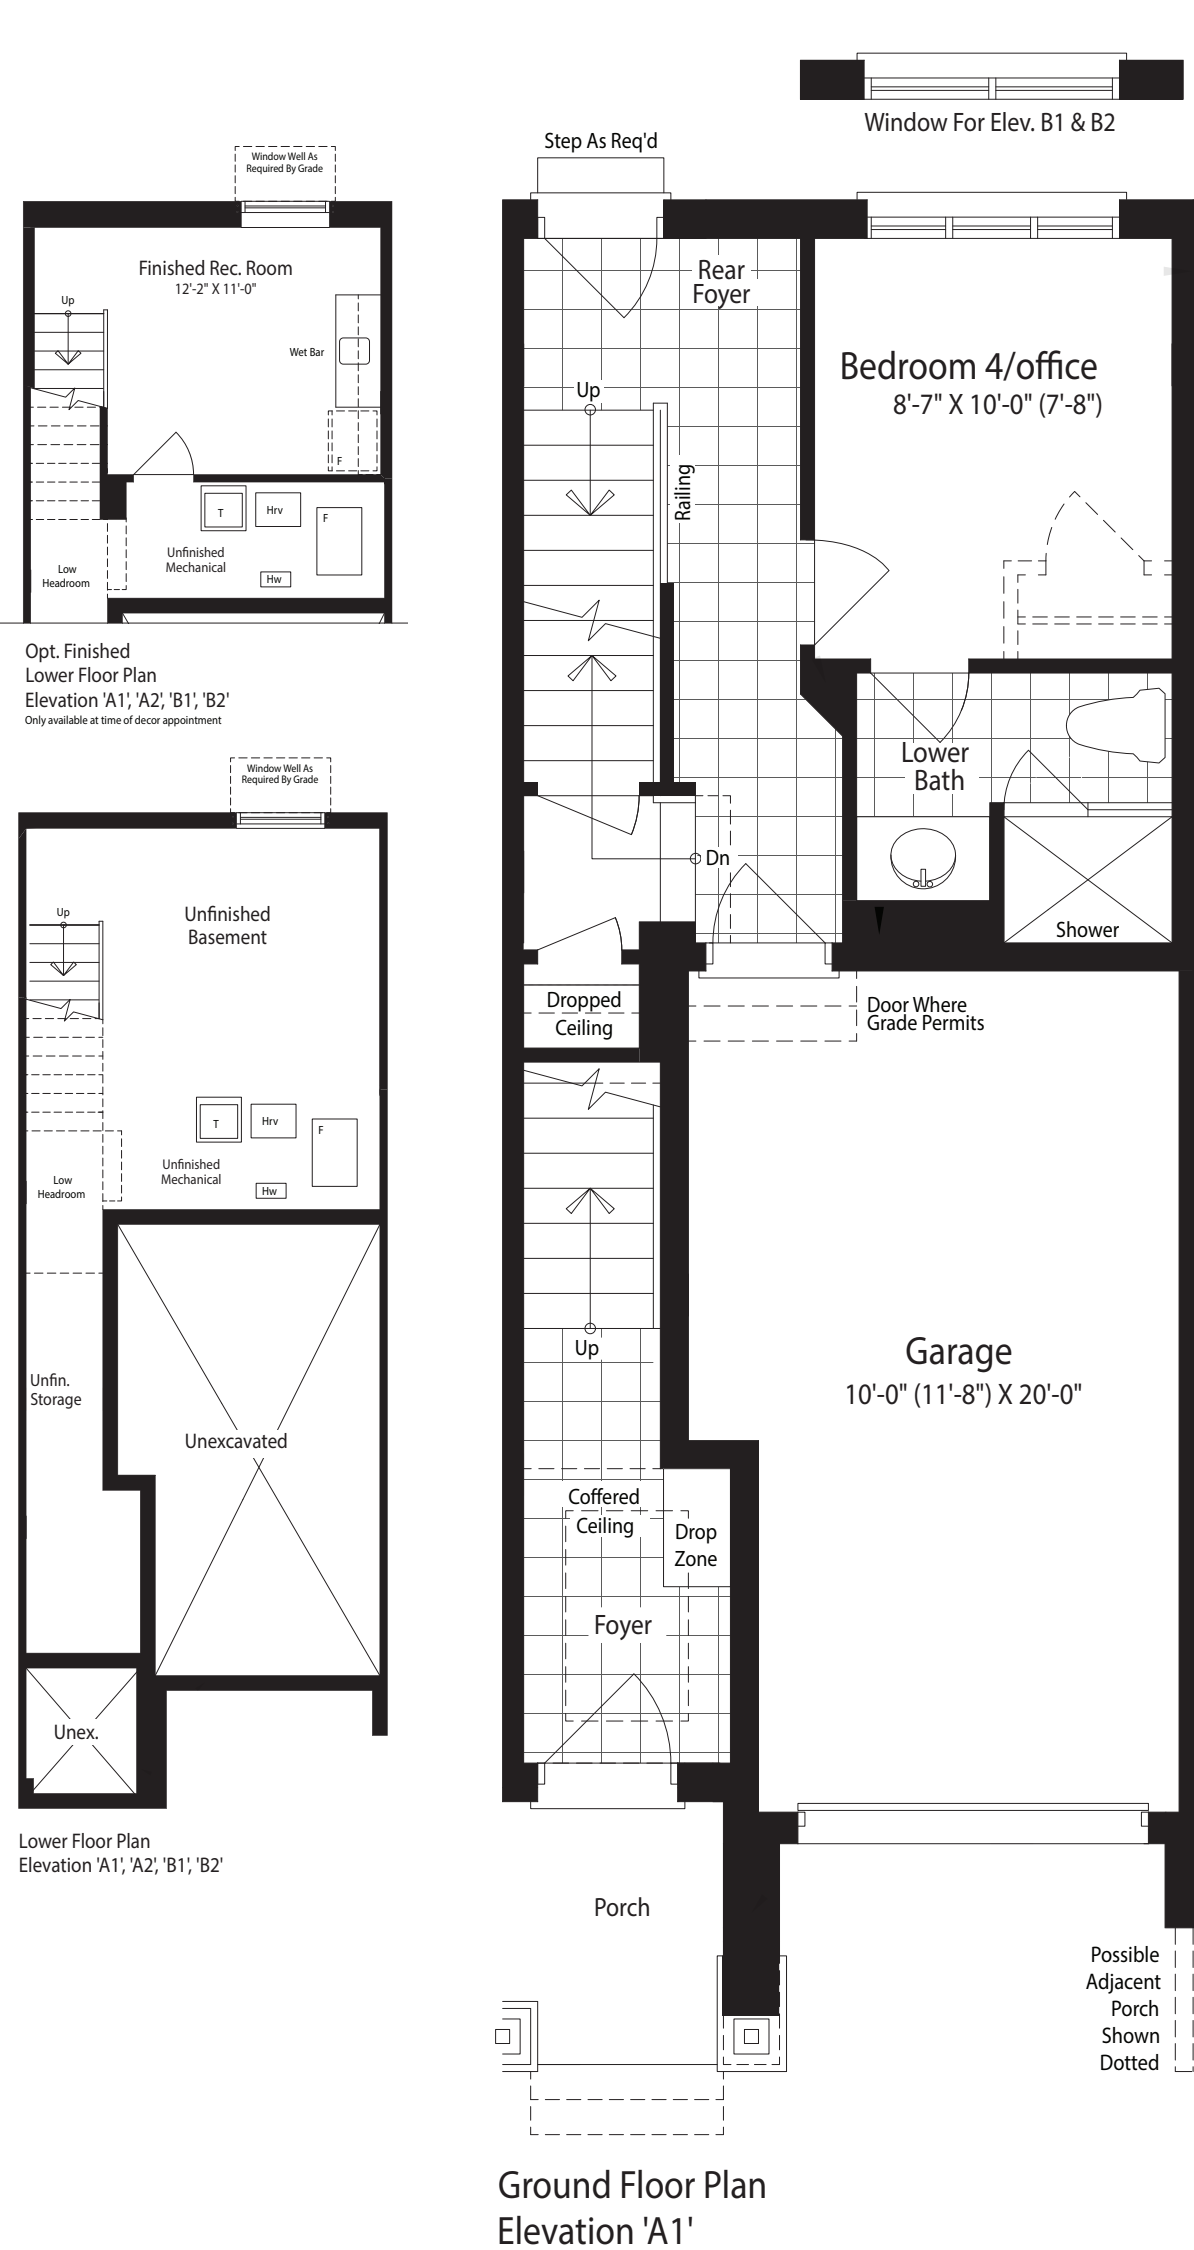 Window For Elev. B1 & B2
Window Well As
Required By Grade
Finished Rec. Room
12'-2" X 11'-0"
Up
Wet Bar
F
T
Hrv
F
Unfinished
Mechanical
Hw
Low
Headroom
Opt. Finished
Lower Floor Plan
Elevation 'A1', 'A2', 'B1', 'B2'
Only available at time of decor appointment
Window Well As
Required By Grade
Up
Unfinished
Basement
T
Hrv
F
Unfinished
Mechanical
Hw
Low
Headroom
Unfin.
Storage
Unexcavated
Unex.
Lower Floor Plan
Elevation 'A1', 'A2', 'B1', 'B2'
Step As Req'd
Rear
Foyer
Bedroom 4/office
8'-7" X 10'-0" (7'-8")
Up
Railing
Lower
Bath
Dn
Shower
Dropped
Ceiling
Door Where
Grade Permits
Up
Garage
10'-0" (11'-8") X 20'-0"
Coffered
Ceiling
Drop
Zone
Foyer
Porch
Possible
Adjacent
Porch
Shown
Dotted
Ground Floor Plan
Elevation 'A1'